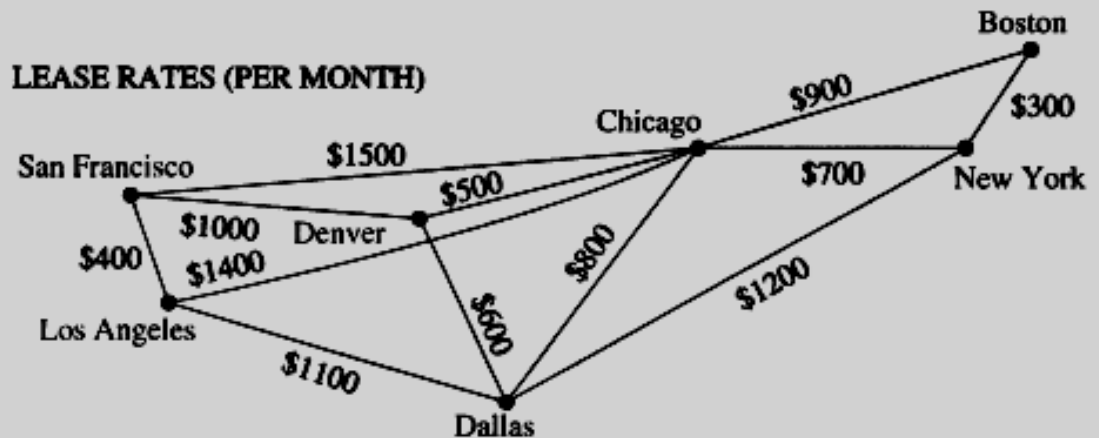 Boston
LEASE RATES (PER MONTH)
$900
$300
Chicago
San Francisco
$1500
$500
$700
New York
$1000
Denver
$400
$1400
$800
$1200
Los Angeles
$600
$1100
Dallas